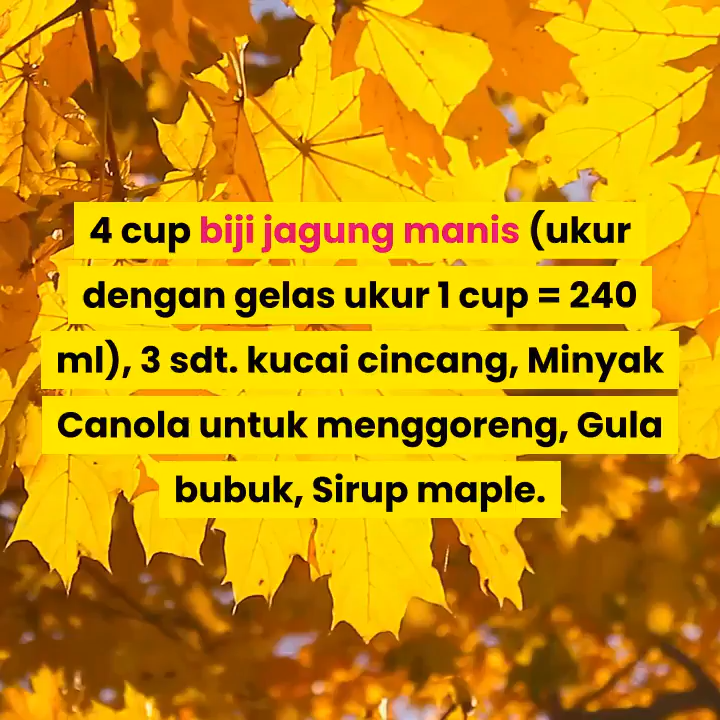 4 cup biji jagung manis (ukur
dengan gelas ukur 1 cup = 240
ml), 3 sdt. kucai cincang, Minyak
Canola untuk menggoreng, Gula
bubuk, Sirup maple.